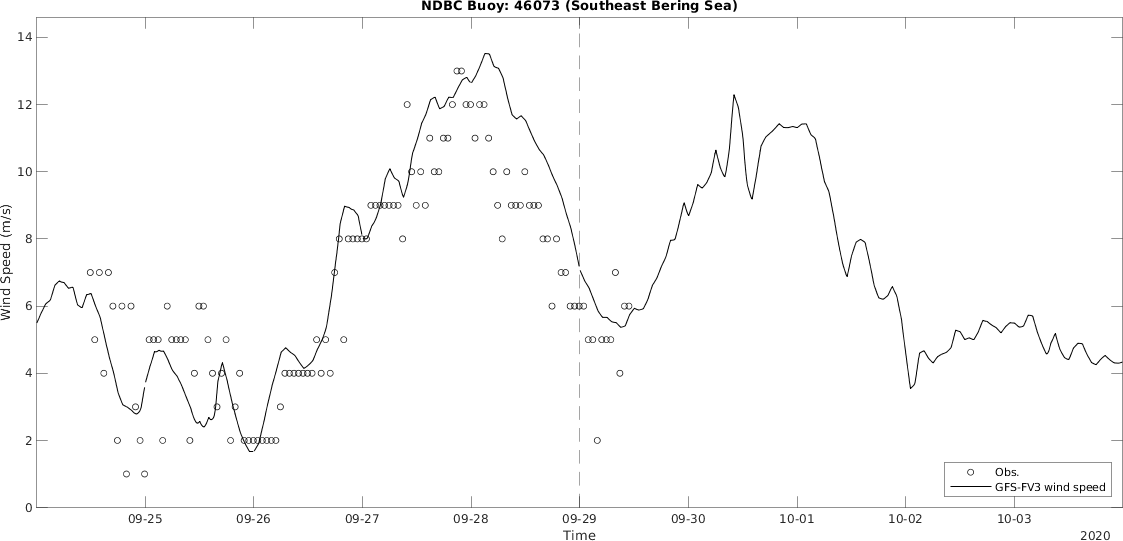 NDBC Buoy: 46073 (Southeast Bering Sea)
Wind Speed (m/s)
14
12
10
8
6
4
2
0
09-25 09-26 09-27 09-28 09-29 09-30 10-01 10-02 10-03
Time
2020
Obs.
GFS-FV3 wind speed